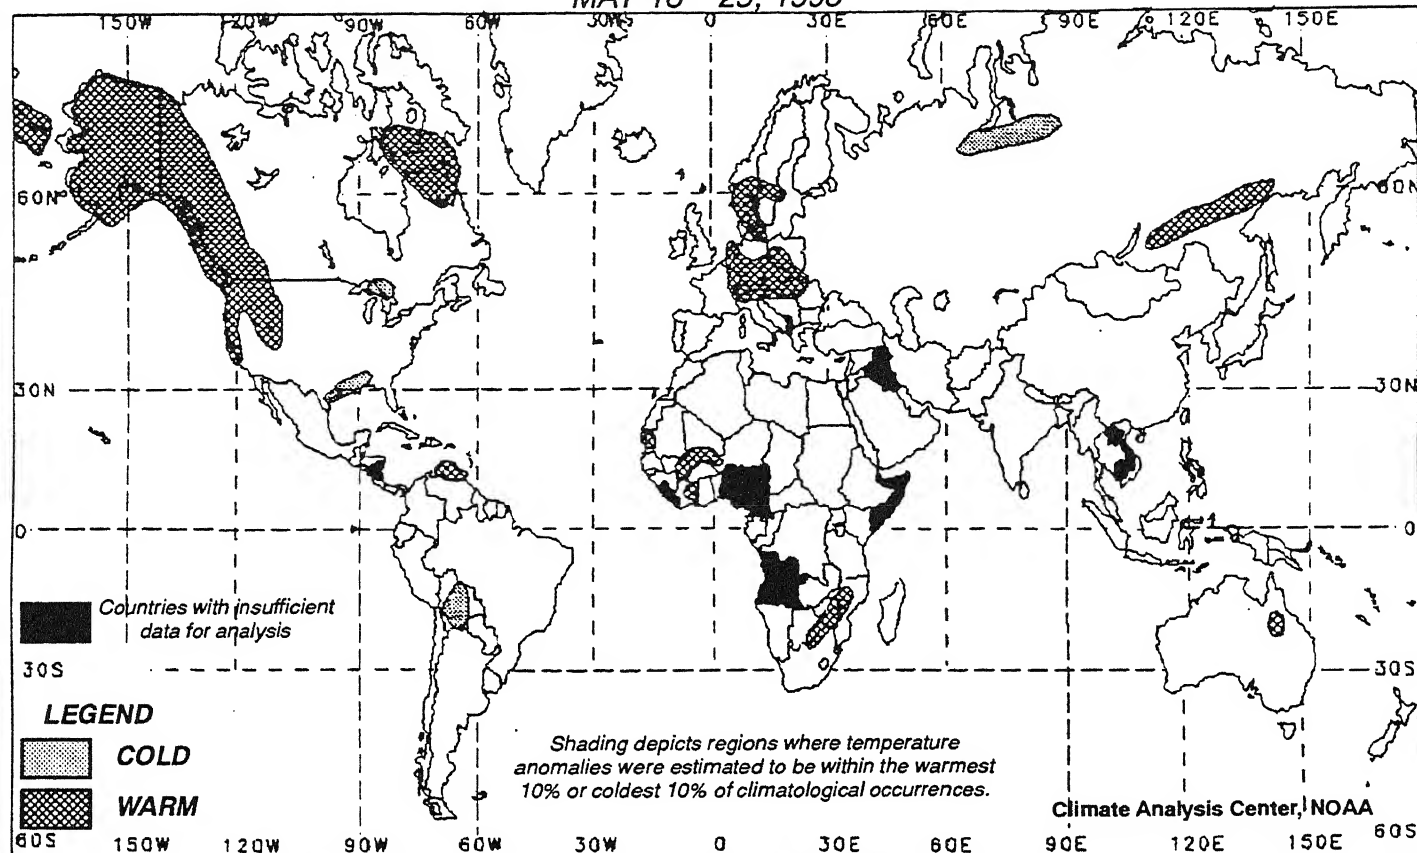 150W 120W 90W 60W 30W 0 30E 60E 90E 120E 150E
60N 60N
30N 30N
0 0
Countries with insufficient
data for analysis
30S 30S
LEGEND
COLD
WARM
Shading depicts regions where temperature
anomalies were estimated to be within the warmest
10% or coldest 10% of climatological occurrences.
Climate Analysis Center, NOAA
60S 150W 120W 90W 60W 30W 0 30E 60E 90E 120E 150E 60S